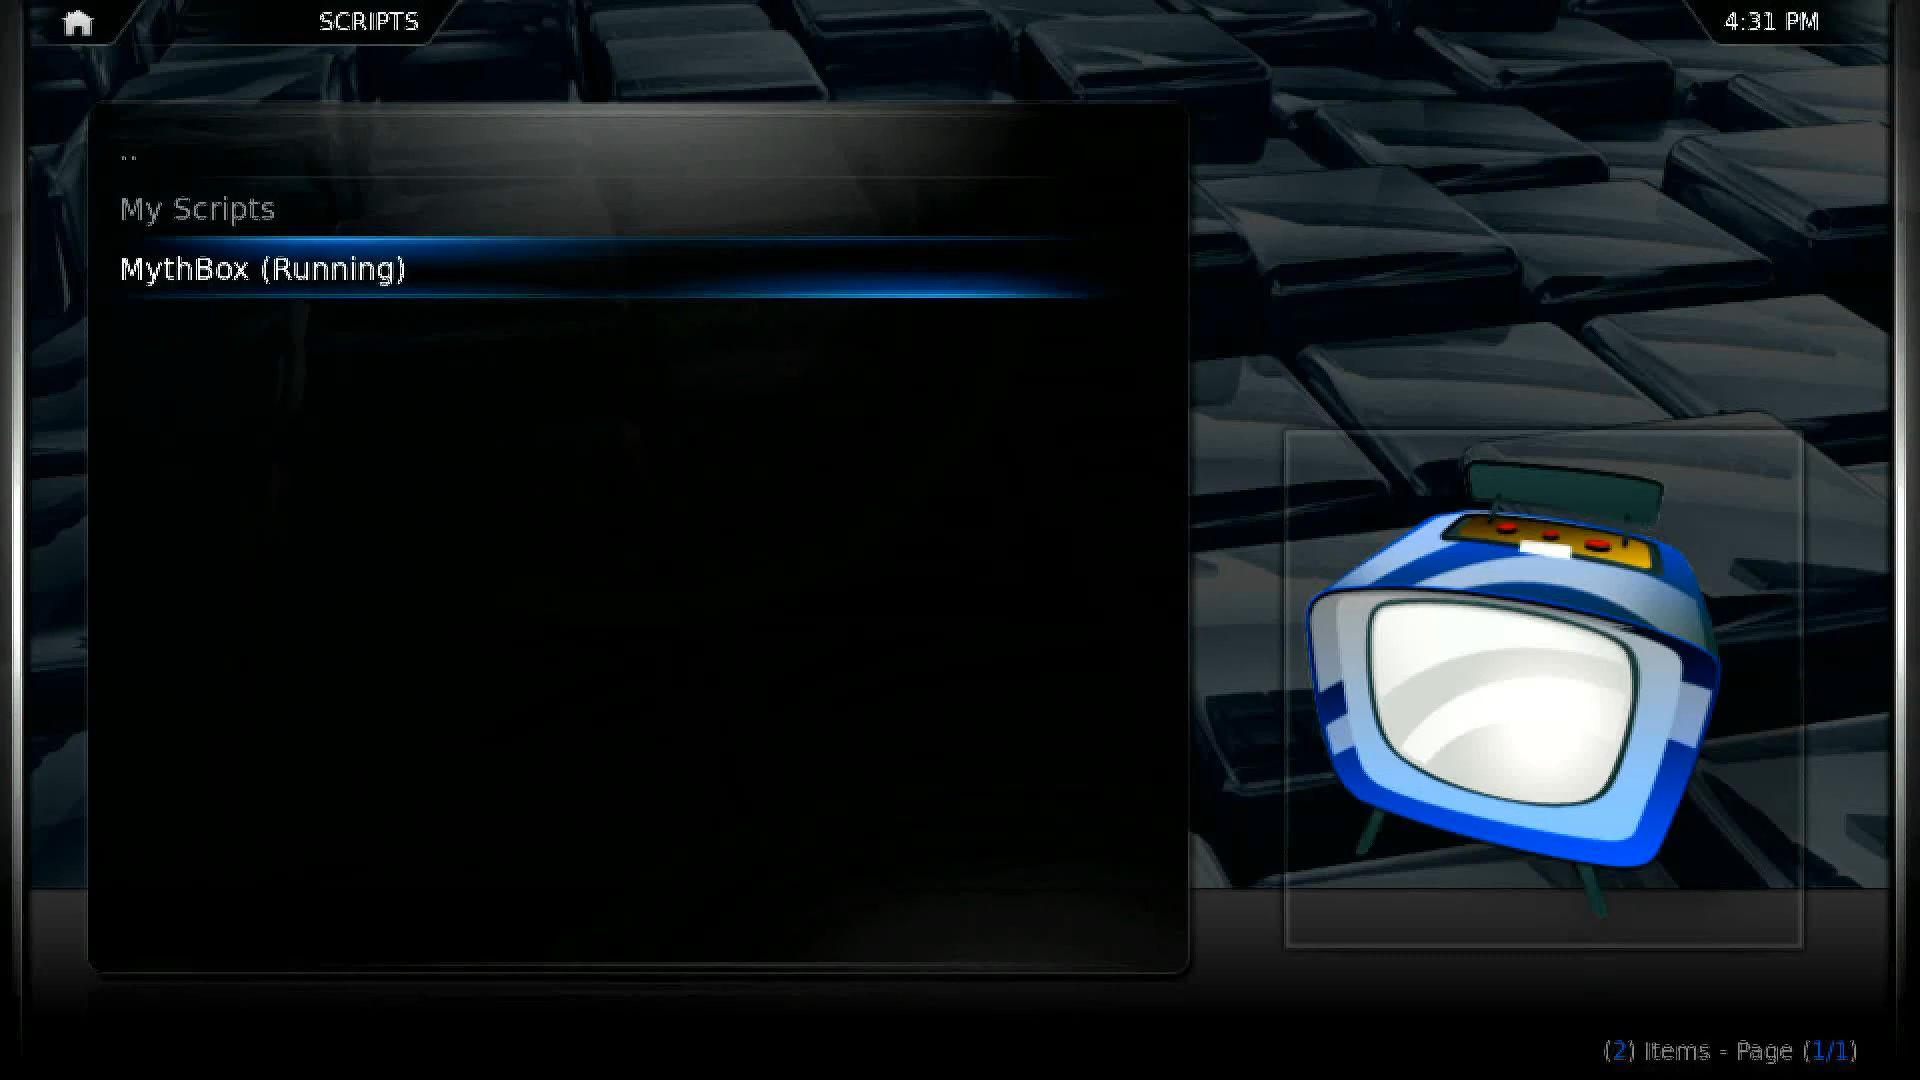 SCRIPTS
4:31 PM
..
My Scripts
MythBox (Running)
(2) Items - Page (1/1)